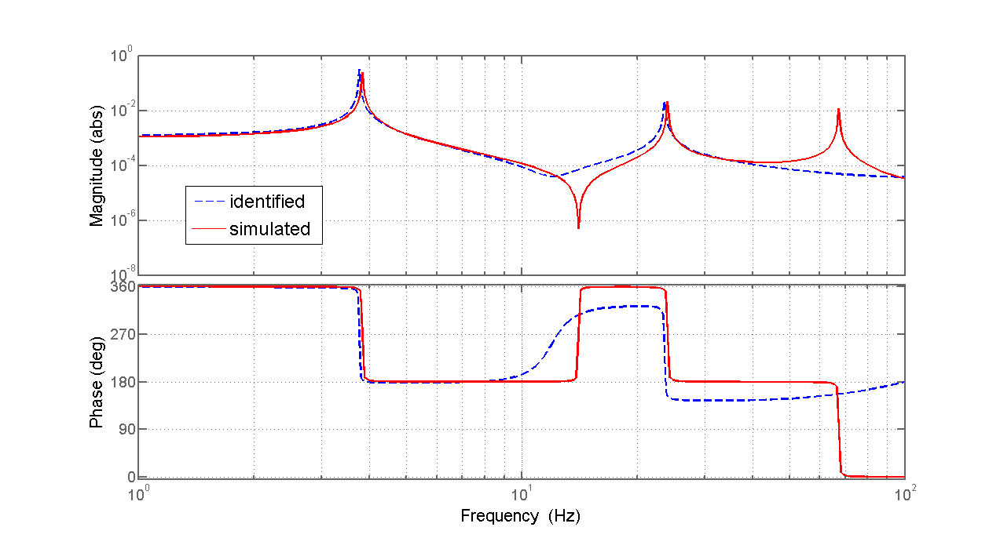 10^0
10^-2
10^-4
10^-6
10^-8
Magnitude (abs)
identified
simulated
360
270
180
90
0
Phase (deg)
10^0
10^1
10^2
Frequency (Hz)